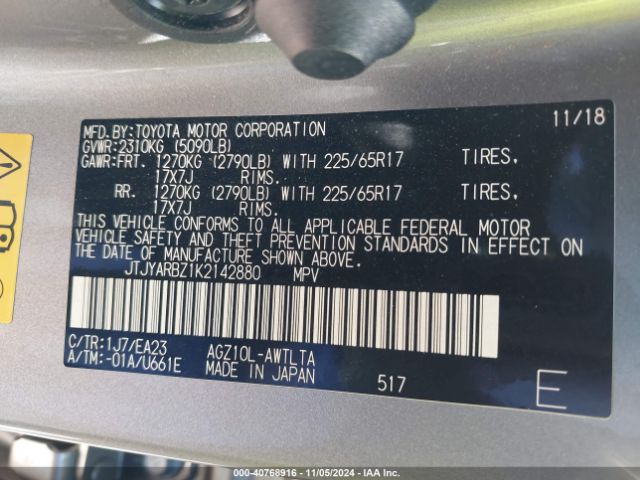 MFD.BY:TOYOTA MOTOR CORPORATION 11/18
GVWR:2310KG (5090LB)
GAWR:FRT. 1270KG (2790LB) WITH 225/65R17 TIRES,
17X7J RIMS.
RR. 1270KG (2790LB) WITH 225/65R17 TIRES,
17X7J RIMS.
THIS VEHICLE CONFORMS TO ALL APPLICABLE FEDERAL MOTOR
VEHICLE SAFETY AND THEFT PREVENTION STANDARDS IN EFFECT ON
THE DATE OF MANUFACTURE SHOWN ABOVE.
JTJYARBZ1K2142880 MPV
C/TR:1J7/EA23 AGZ10L-AWTLTA
A/TM:-01A/U661E MADE IN JAPAN
517 E
000-40768916 - 11/05/2024 - IAA Inc.